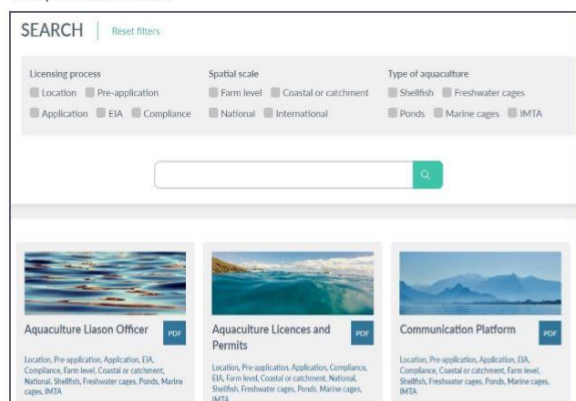 SEARCH Reset filters
Licensing process Spatial scale Type of aquaculture
Location Pre-application Farm level Coastal or catchment Shellfish Freshwater cages
Application EIA Compliance National International Ponds Marine cages IMTA
Aquaculture Liason Officer PDF
Location, Pre-application, Application, EIA,
Compliance, Farm level, Coastal or catchment,
National, Shellfish, Freshwater cages, Ponds, Marine
cages, IMTA
Aquaculture Licences and
Permits PDF
Location, Pre-application, Application, Compliance,
EIA, Farm level, Coastal or catchment, National,
Shellfish, Freshwater cages, Ponds, Marine cages,
IMTA
Communication Platform PDF
Location, Pre-application, Application, EIA,
Compliance, Coastal or catchment, Farm level,
Shellfish, Freshwater cages, Ponds, Marine cages,
IMTA